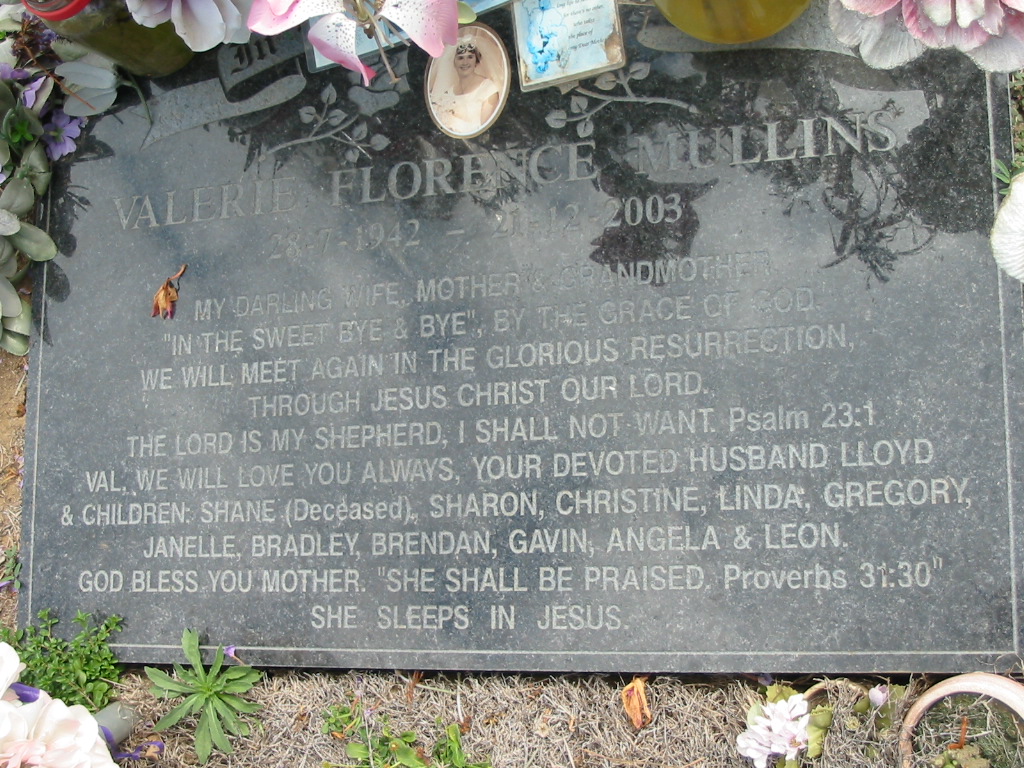 In
VALERIE FLORENCE MULLINS
28-7-1942 - 21-12-2003
MY DARLING WIFE, MOTHER & GRANDMOTHER
"IN THE SWEET BYE & BYE", BY THE GRACE OF GOD
WE WILL MEET AGAIN IN THE GLORIOUS RESURRECTION,
THROUGH JESUS CHRIST OUR LORD.
THE LORD IS MY SHEPHERD, I SHALL NOT WANT. Psalm 23:1
VAL, WE WILL LOVE YOU ALWAYS, YOUR DEVOTED HUSBAND LLOYD
& CHILDREN: SHANE (Deceased), SHARON, CHRISTINE, LINDA, GREGORY,
JANELLE, BRADLEY, BRENDAN, GAVIN, ANGELA & LEON.
GOD BLESS YOU MOTHER. "SHE SHALL BE PRAISED. Proverbs 31:30"
SHE SLEEPS IN JESUS.